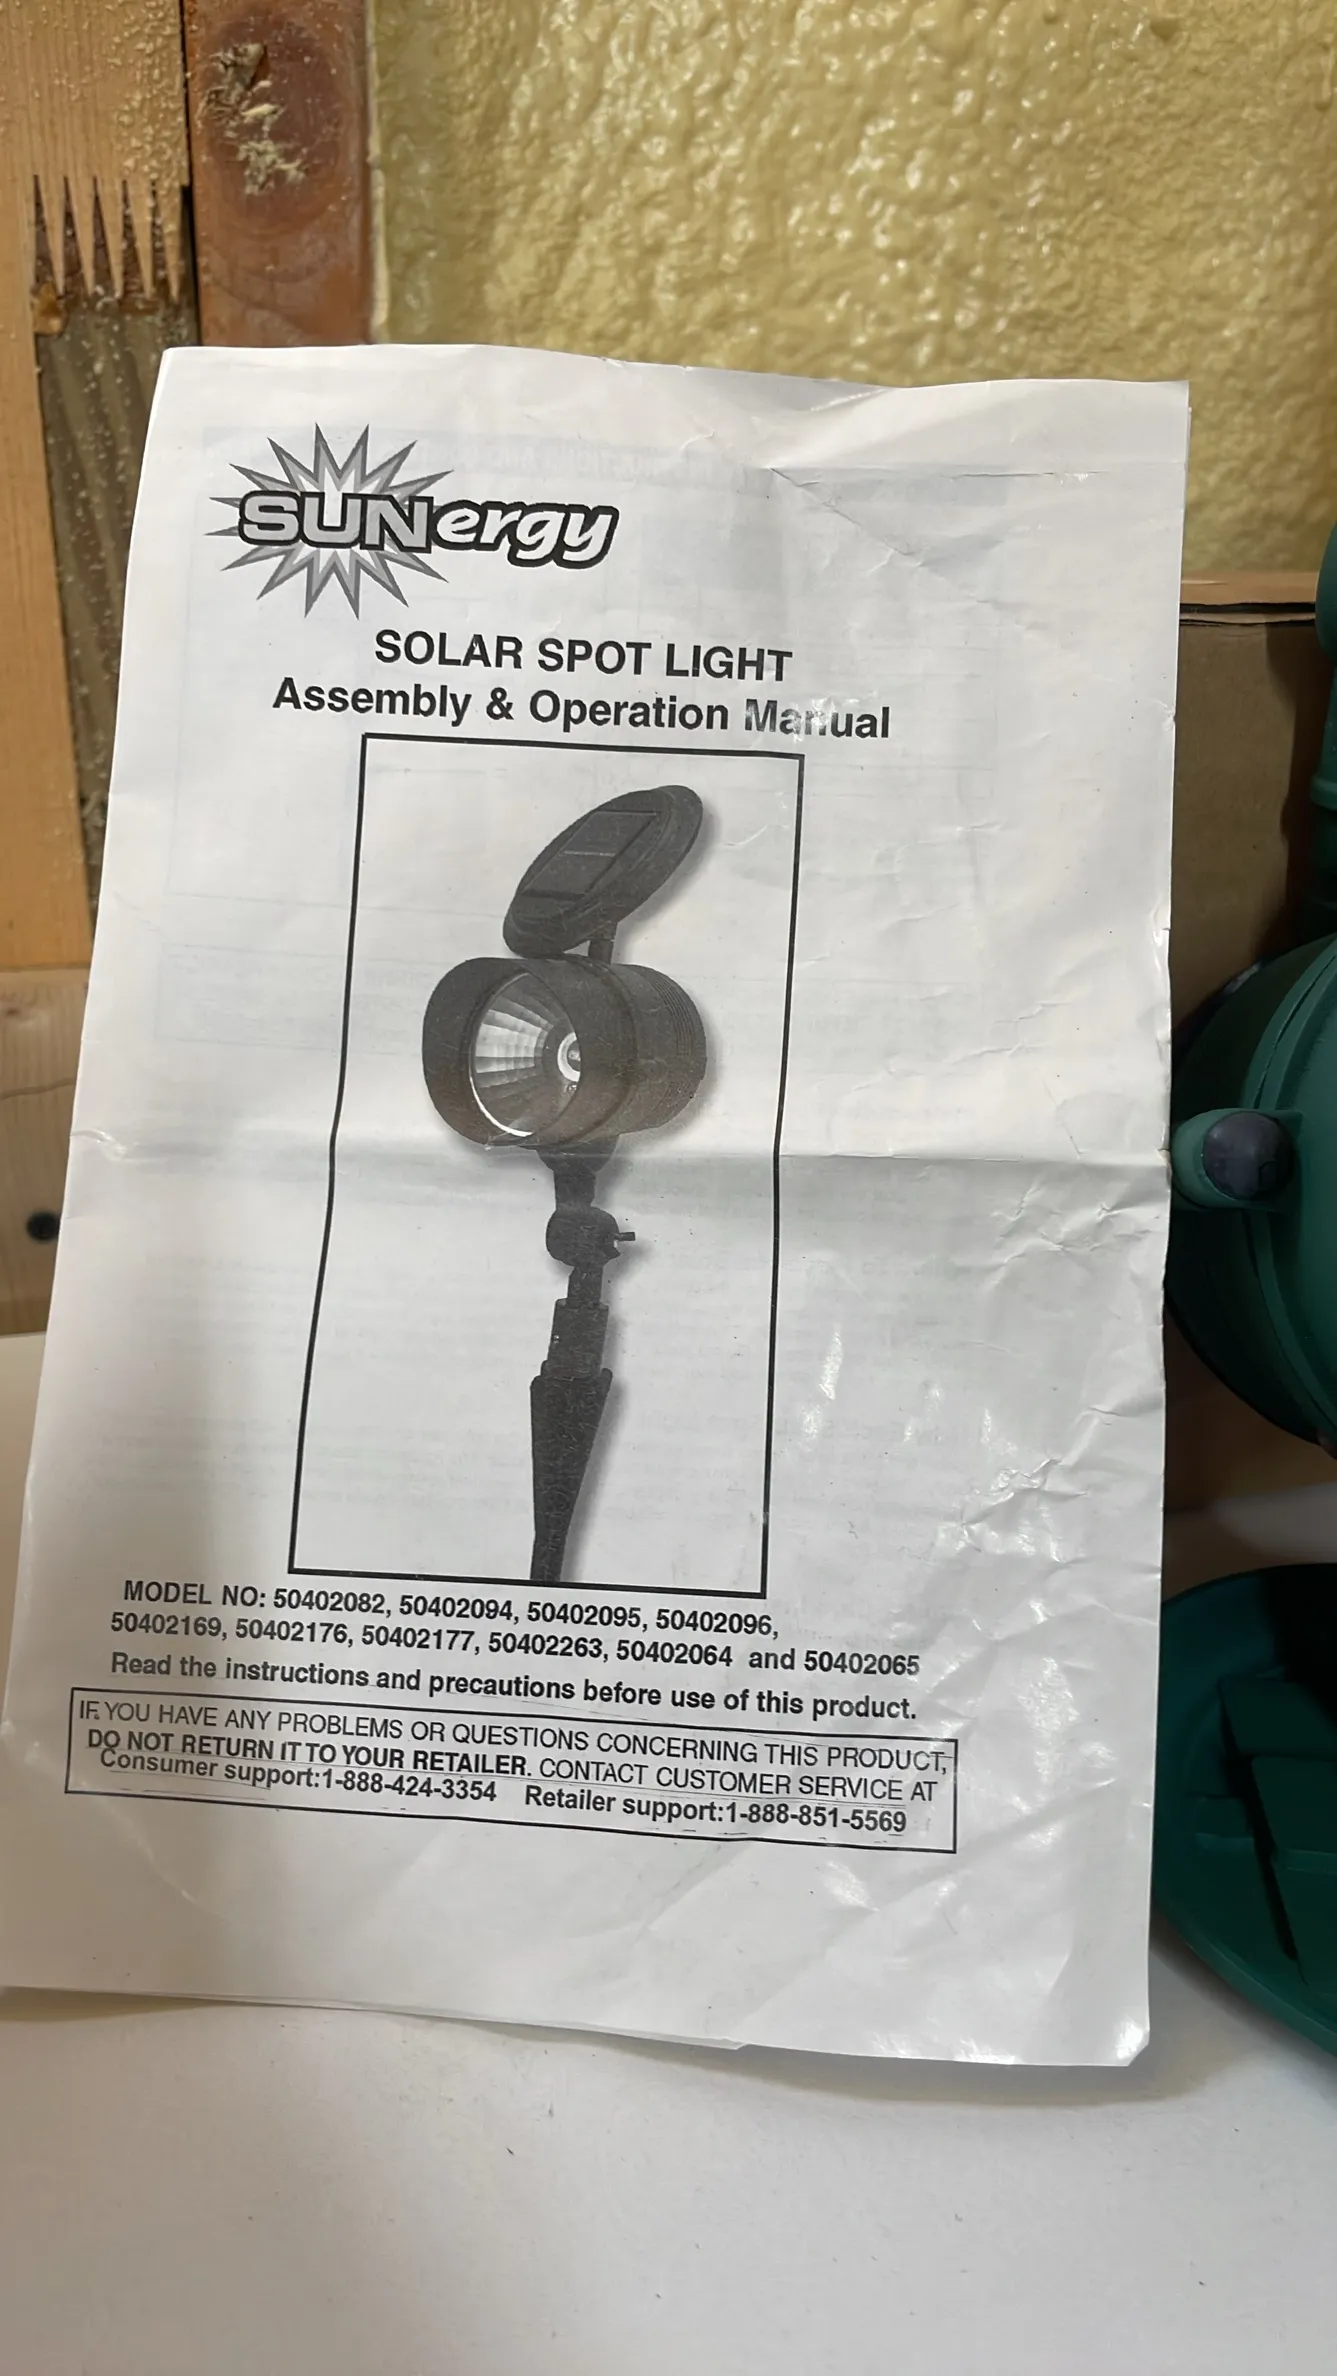 SUNergy
SOLAR SPOT LIGHT
Assembly & Operation Manual
MODEL NO: 50402082, 50402094, 50402095, 50402096,
50402169, 50402176, 50402177, 50402263, 50402064 and 50402065
Read the instructions and precautions before use of this product.
IF YOU HAVE ANY PROBLEMS OR QUESTIONS CONCERNING THIS PRODUCT,
DO NOT RETURN IT TO YOUR RETAILER. CONTACT CUSTOMER SERVICE AT
Consumer support:1-888-424-3354 Retailer support:1-888-851-5569